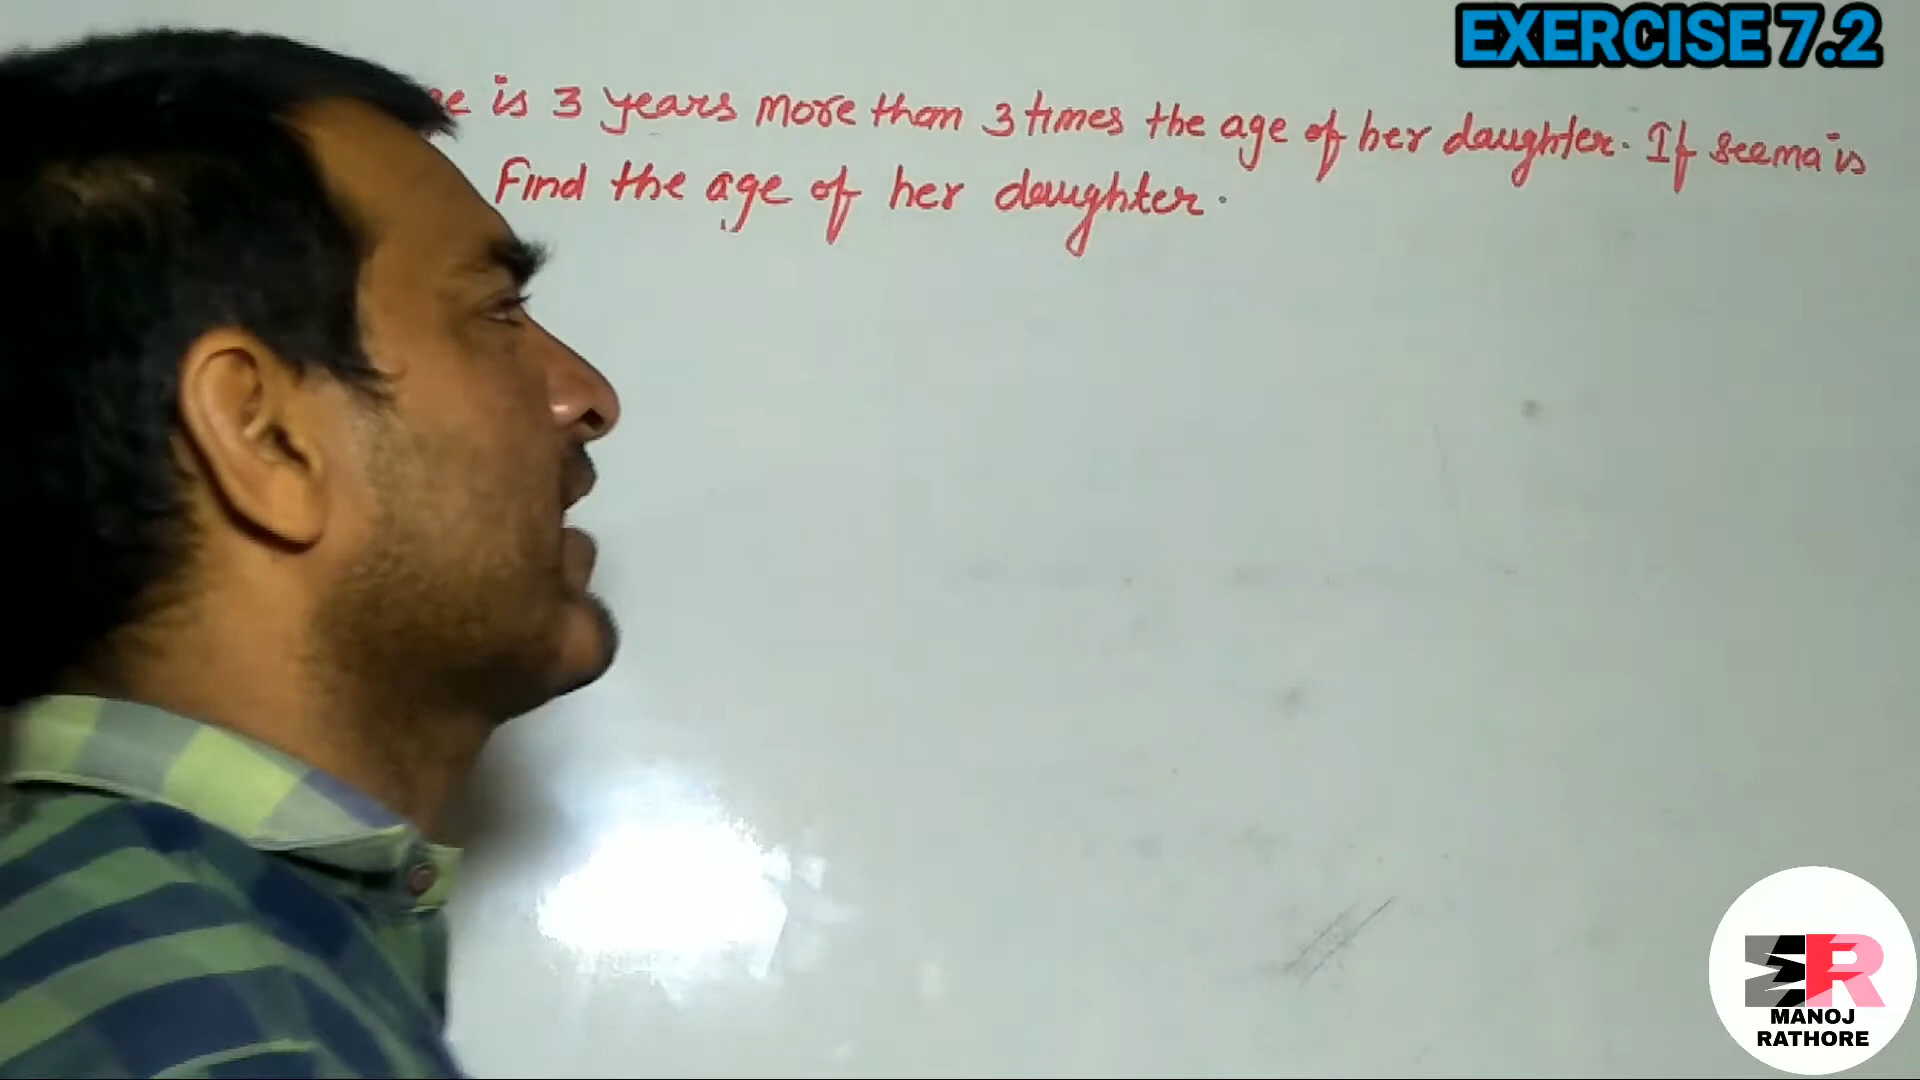 EXERCISE 7.2
is 3 years more than 3 times the age of her daughter. If seema is
Find the age of her daughter.
MANOJ
RATHORE